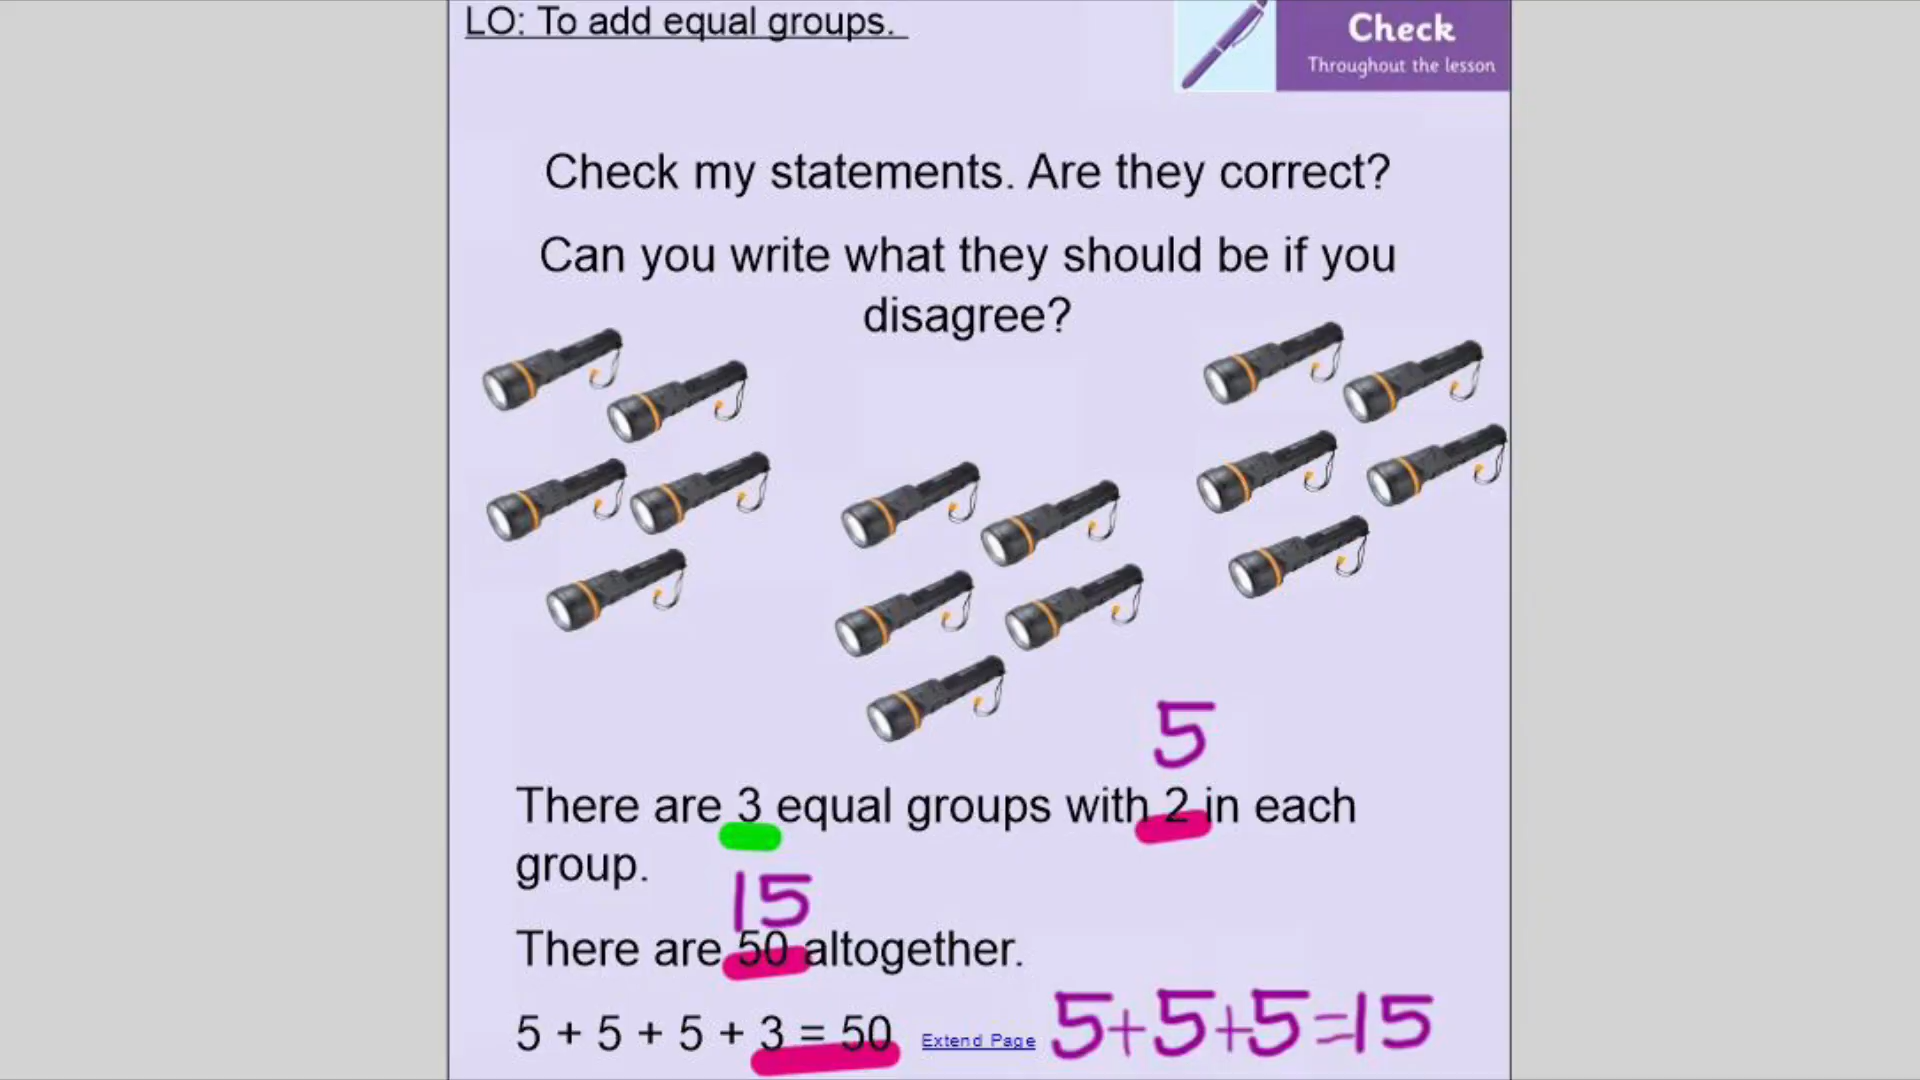 LO: To add equal groups.
Check
Throughout the lesson
Check my statements. Are they correct?
Can you write what they should be if you
disagree?
5
There are 3 equal groups with 2 in each
group.
15
There are 50 altogether.
5 + 5 + 5 + 3 = 50
Extend Page
5+5+5=15